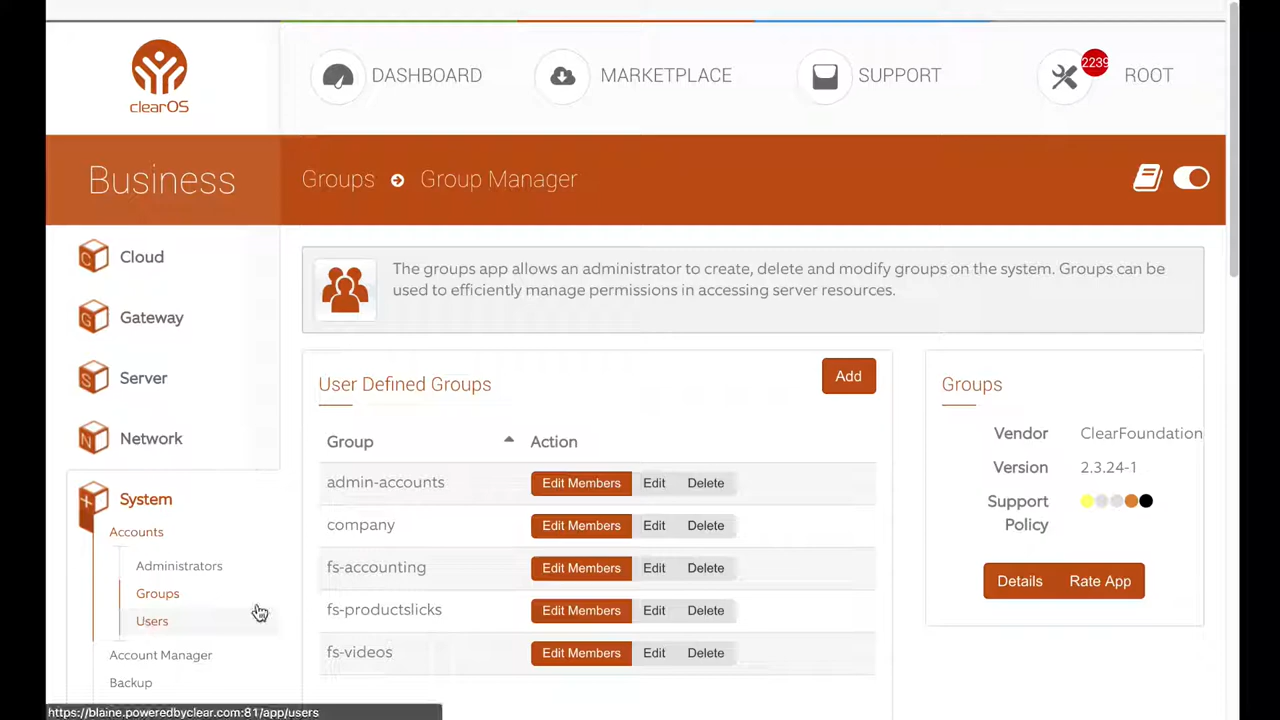 clearOS
DASHBOARD
MARKETPLACE
SUPPORT
2239
ROOT
Business
Groups Group Manager
Cloud
Gateway
Server
Network
System
Accounts
Administrators
Groups
Users
Account Manager
Backup
The groups app allows an administrator to create, delete and modify groups on the system. Groups can be
used to efficiently manage permissions in accessing server resources.
User Defined Groups
Add
Group Action
admin-accounts Edit Members Edit Delete
company Edit Members Edit Delete
fs-accounting Edit Members Edit Delete
fs-productslicks Edit Members Edit Delete
fs-videos Edit Members Edit Delete
Groups
Vendor ClearFoundation
Version 2.3.24-1
Support
Policy
Details Rate App
https://blaine.poweredbyclear.com:81/app/users